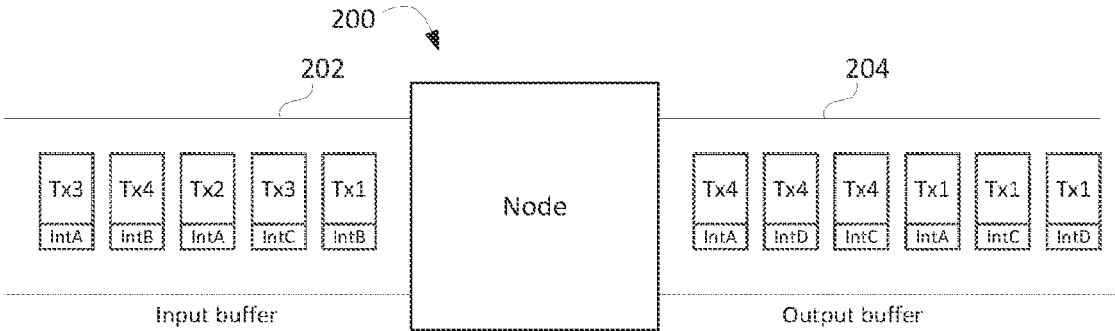 200
202
204
Tx3 Tx4 Tx2 Tx3 Tx1
IntA IntB IntA IntC IntB
Node
Tx4 Tx4 Tx4 Tx1 Tx1 Tx1
IntA IntD IntC IntA IntC IntD
Input buffer
Output buffer